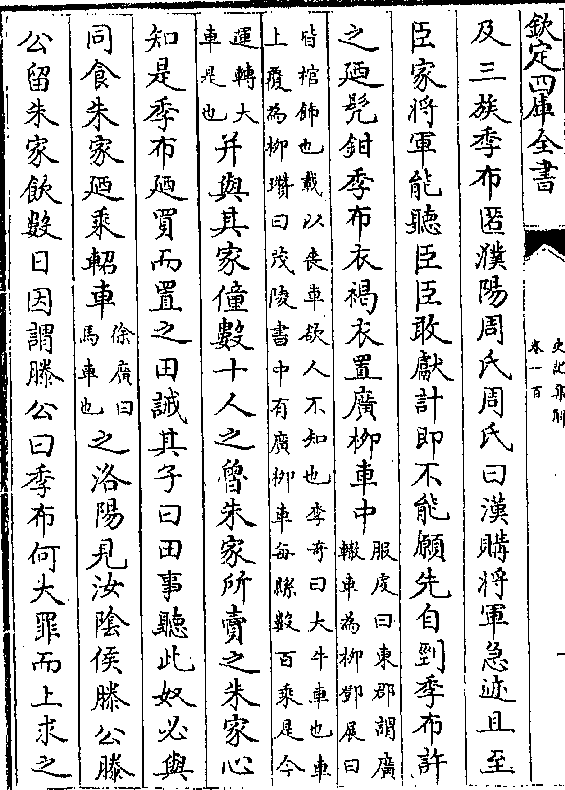 欽定四庫全書
史記集解
卷一百
及三族季布匿濮陽周氏周氏曰漢購將軍急迹且至
臣家將軍能聽臣臣敢獻計即不能願先自剄季布許
之廼髠鉗季布衣褐衣置廣柳車中
服虔曰東郡謂廣
轍車為柳鄧展曰
皆棺飾也載以喪車欲人不知也李奇曰大牛車也車
上覆為柳瓚曰茂陵書中有廣柳車每縣數百乘是今
運轉大
車是也
并與其家僮數十人之魯朱家所賣之朱家心
知是季布廼買而置之田誡其子曰田事聽此奴必與
同食朱家廼乘軺車
徐廣曰
馬車也
之洛陽見汝陰侯滕公滕
公留朱家飲數日因謂滕公曰季布何大罪而上求之